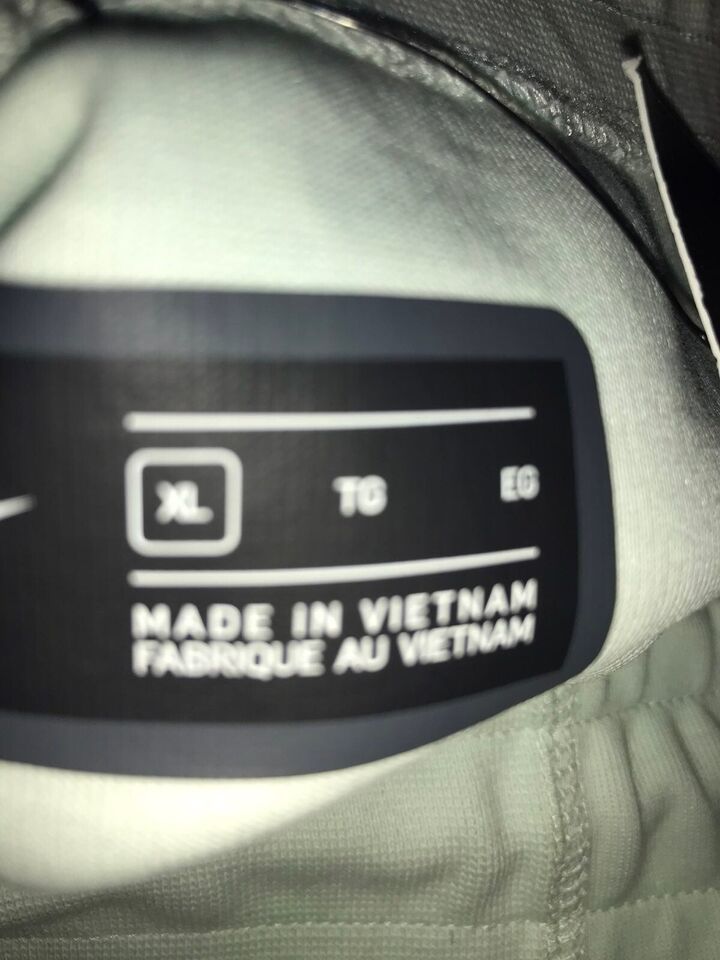 XL TG EG
MADE IN VIETNAM
FABRIQUE AU VIETNAM